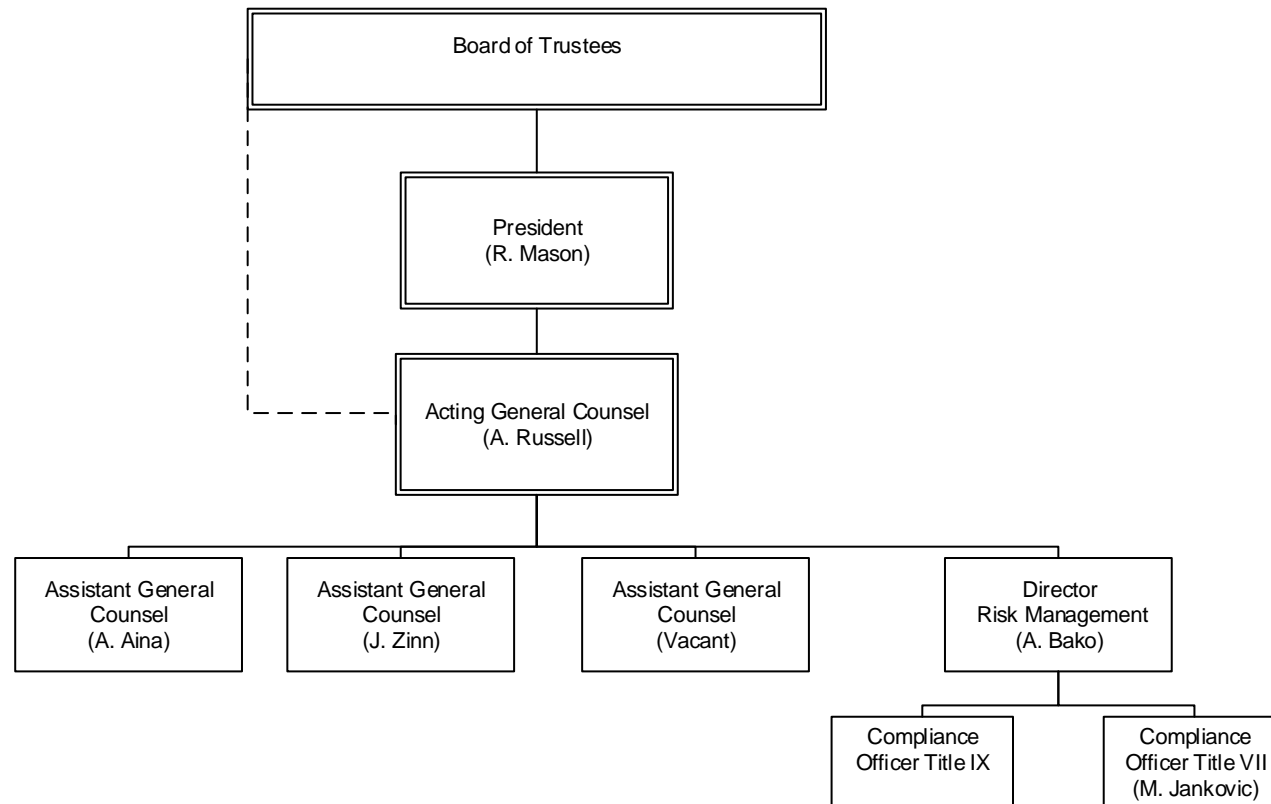 Board of Trustees
President
(R. Mason)
Acting General Counsel
(A. Russell)
Assistant General
Counsel
(A. Aina)
Assistant General
Counsel
(J. Zinn)
Assistant General
Counsel
(Vacant)
Director
Risk Management
(A. Bako)
Compliance
Officer Title IX
Compliance
Officer Title VII
(M. Jankovic)